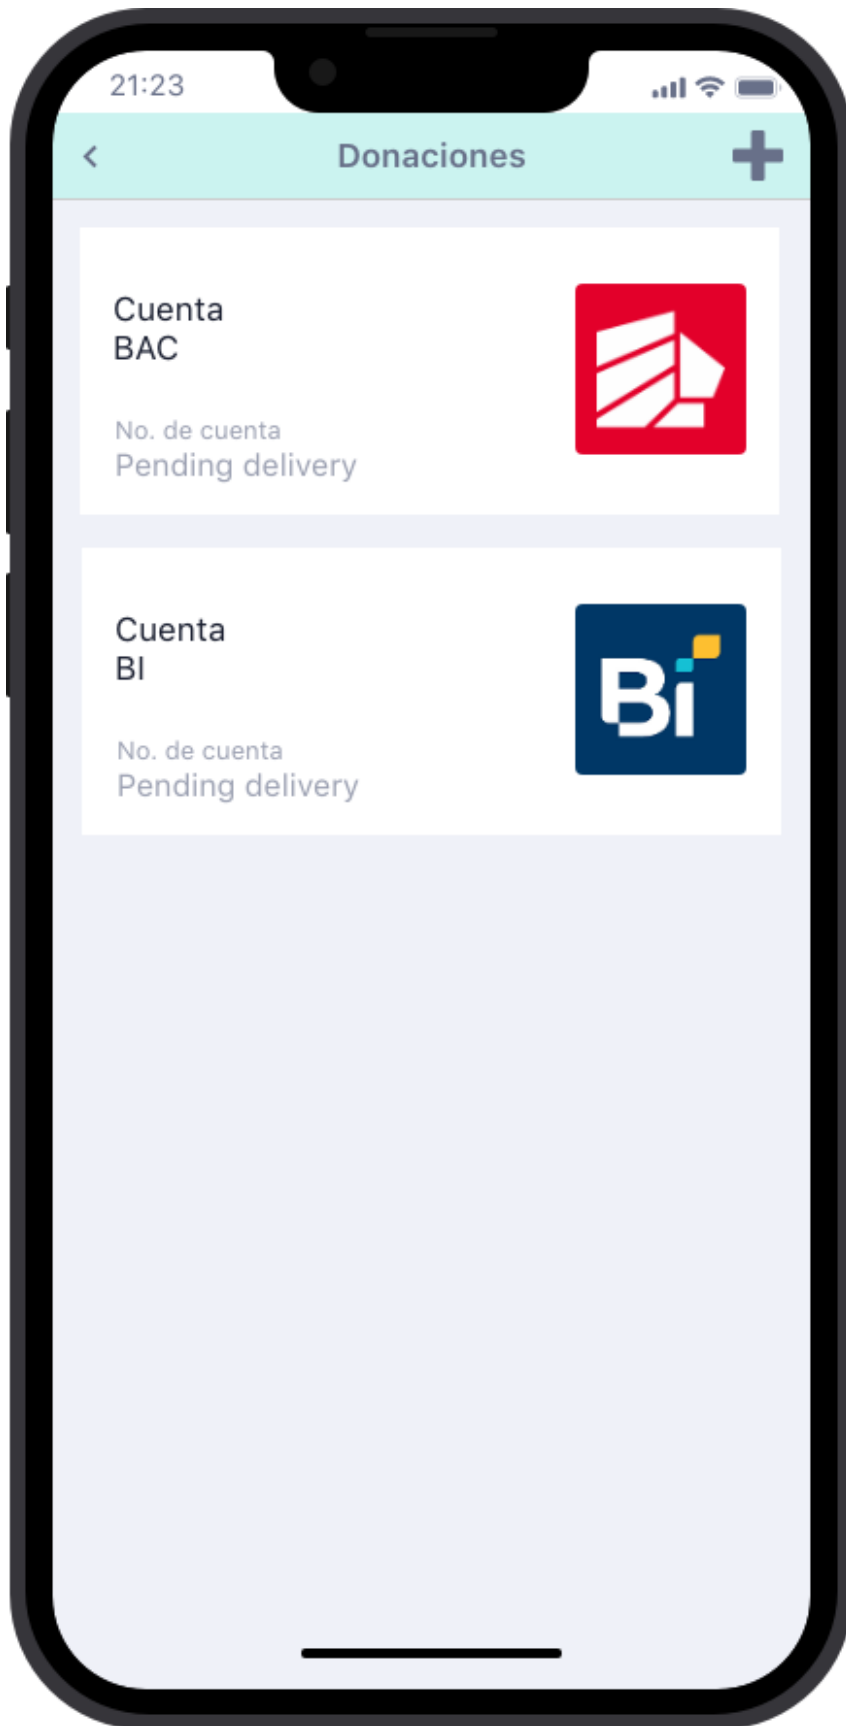 21:23
Donaciones
Cuenta
BAC
No. de cuenta
Pending delivery
Cuenta
BI
Bi
No. de cuenta
Pending delivery